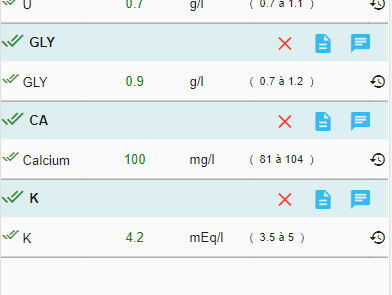 U 0.7 g/l ( 0.7 à 1.1 )
GLY
GLY 0.9 g/l ( 0.7 à 1.2 )
CA
Calcium 100 mg/l ( 81 à 104 )
K
K 4.2 mEq/l ( 3.5 à 5 )